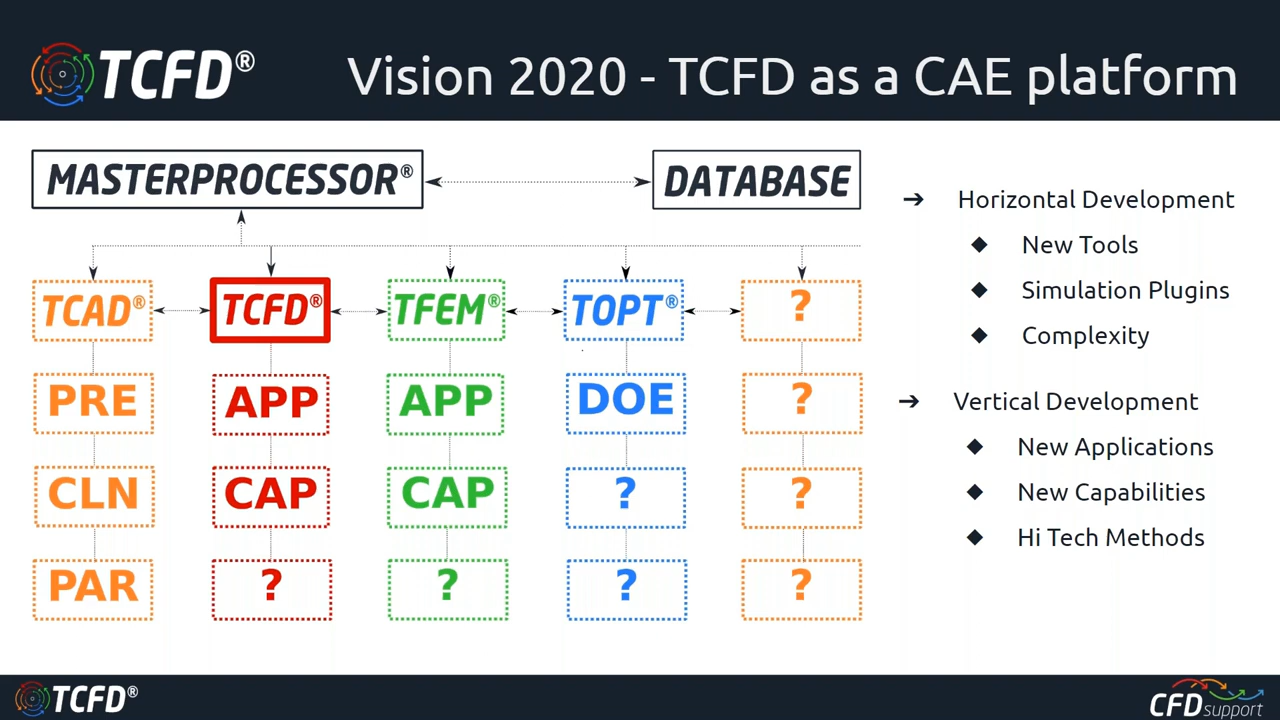 TCFD®
Vision 2020 - TCFD as a CAE platform
MASTERPROCESSOR®
DATABASE
TCAD®
TCFD®
TFEM®
TOPT®
?
PRE
APP
APP
DOE
?
CLN
CAP
CAP
?
?
PAR
?
?
?
?
➔ Horizontal Development
◆ New Tools
◆ Simulation Plugins
◆ Complexity
➔ Vertical Development
◆ New Applications
◆ New Capabilities
◆ Hi Tech Methods
TCFD®
CFD support